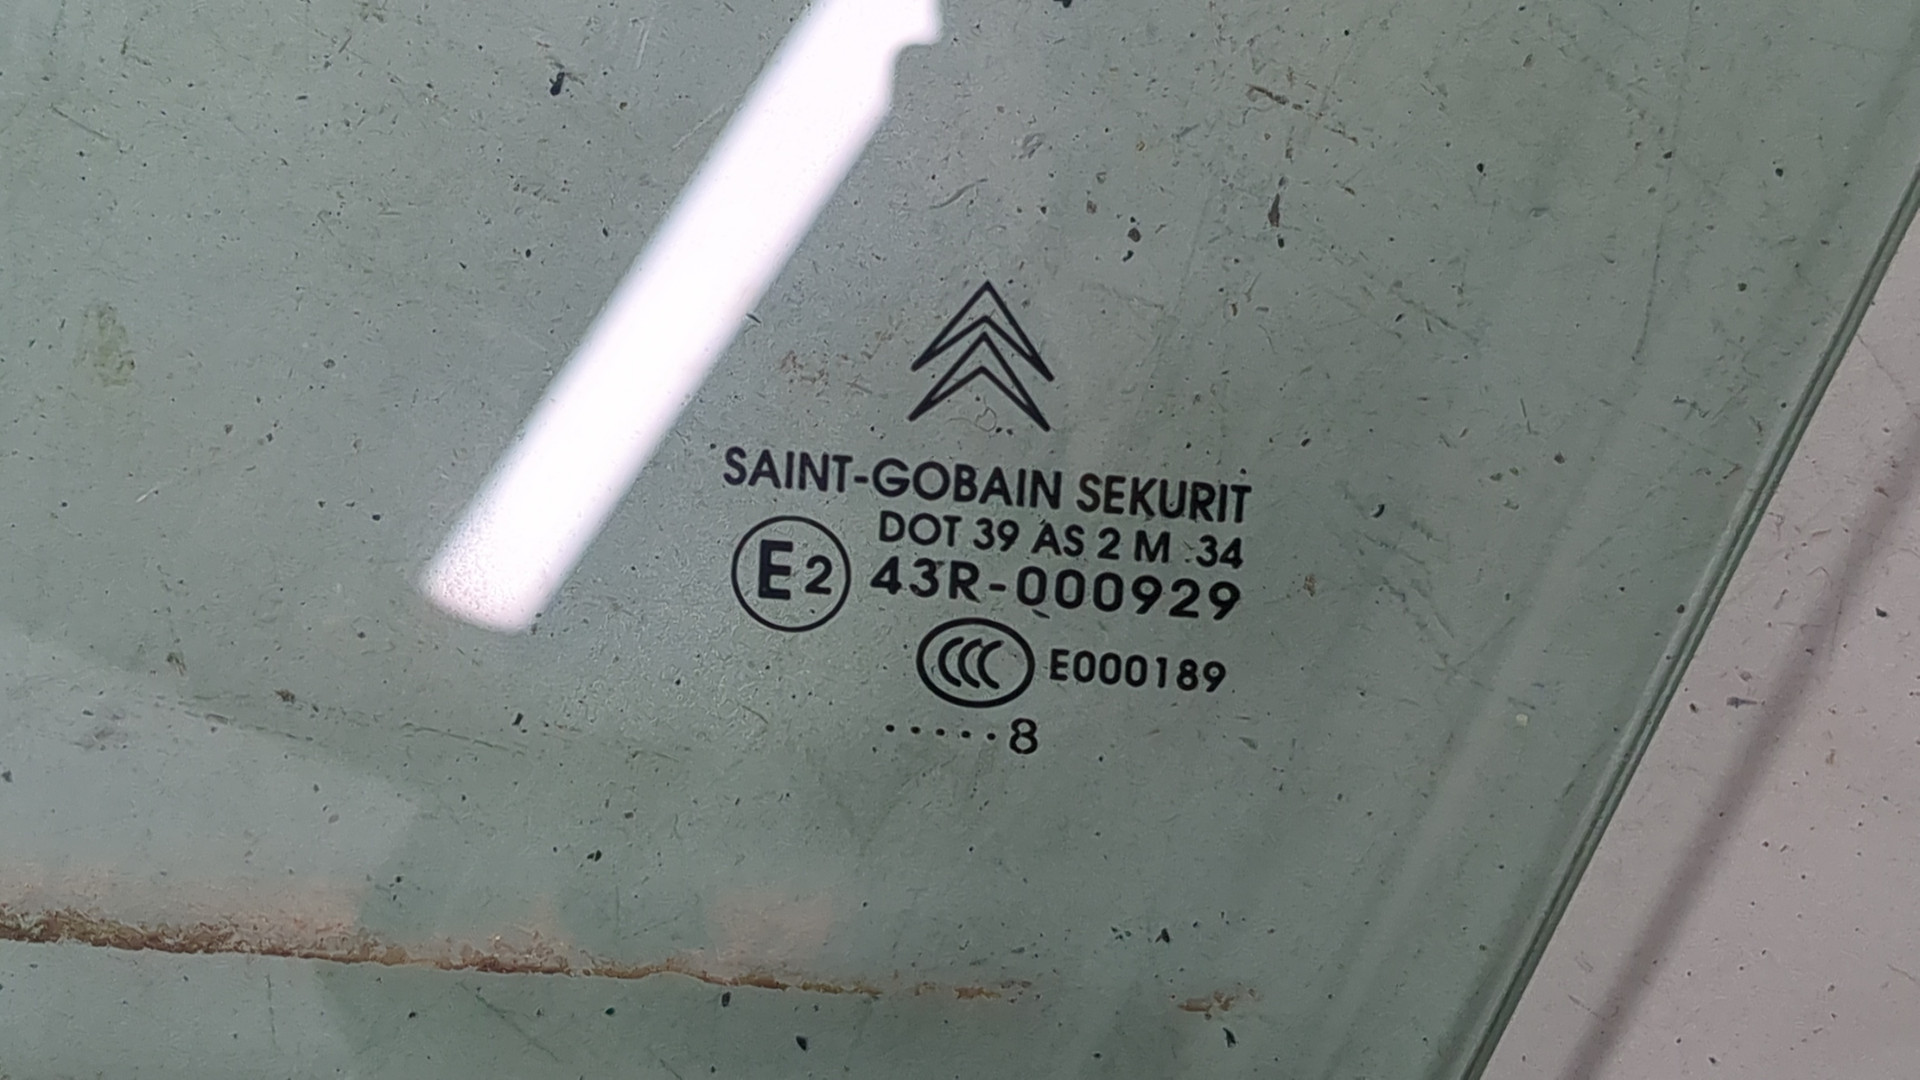 SAINT-GOBAIN SEKURIT
DOT 39 AS 2 M .34
E2 43R-000929
CCC E000189
.....8